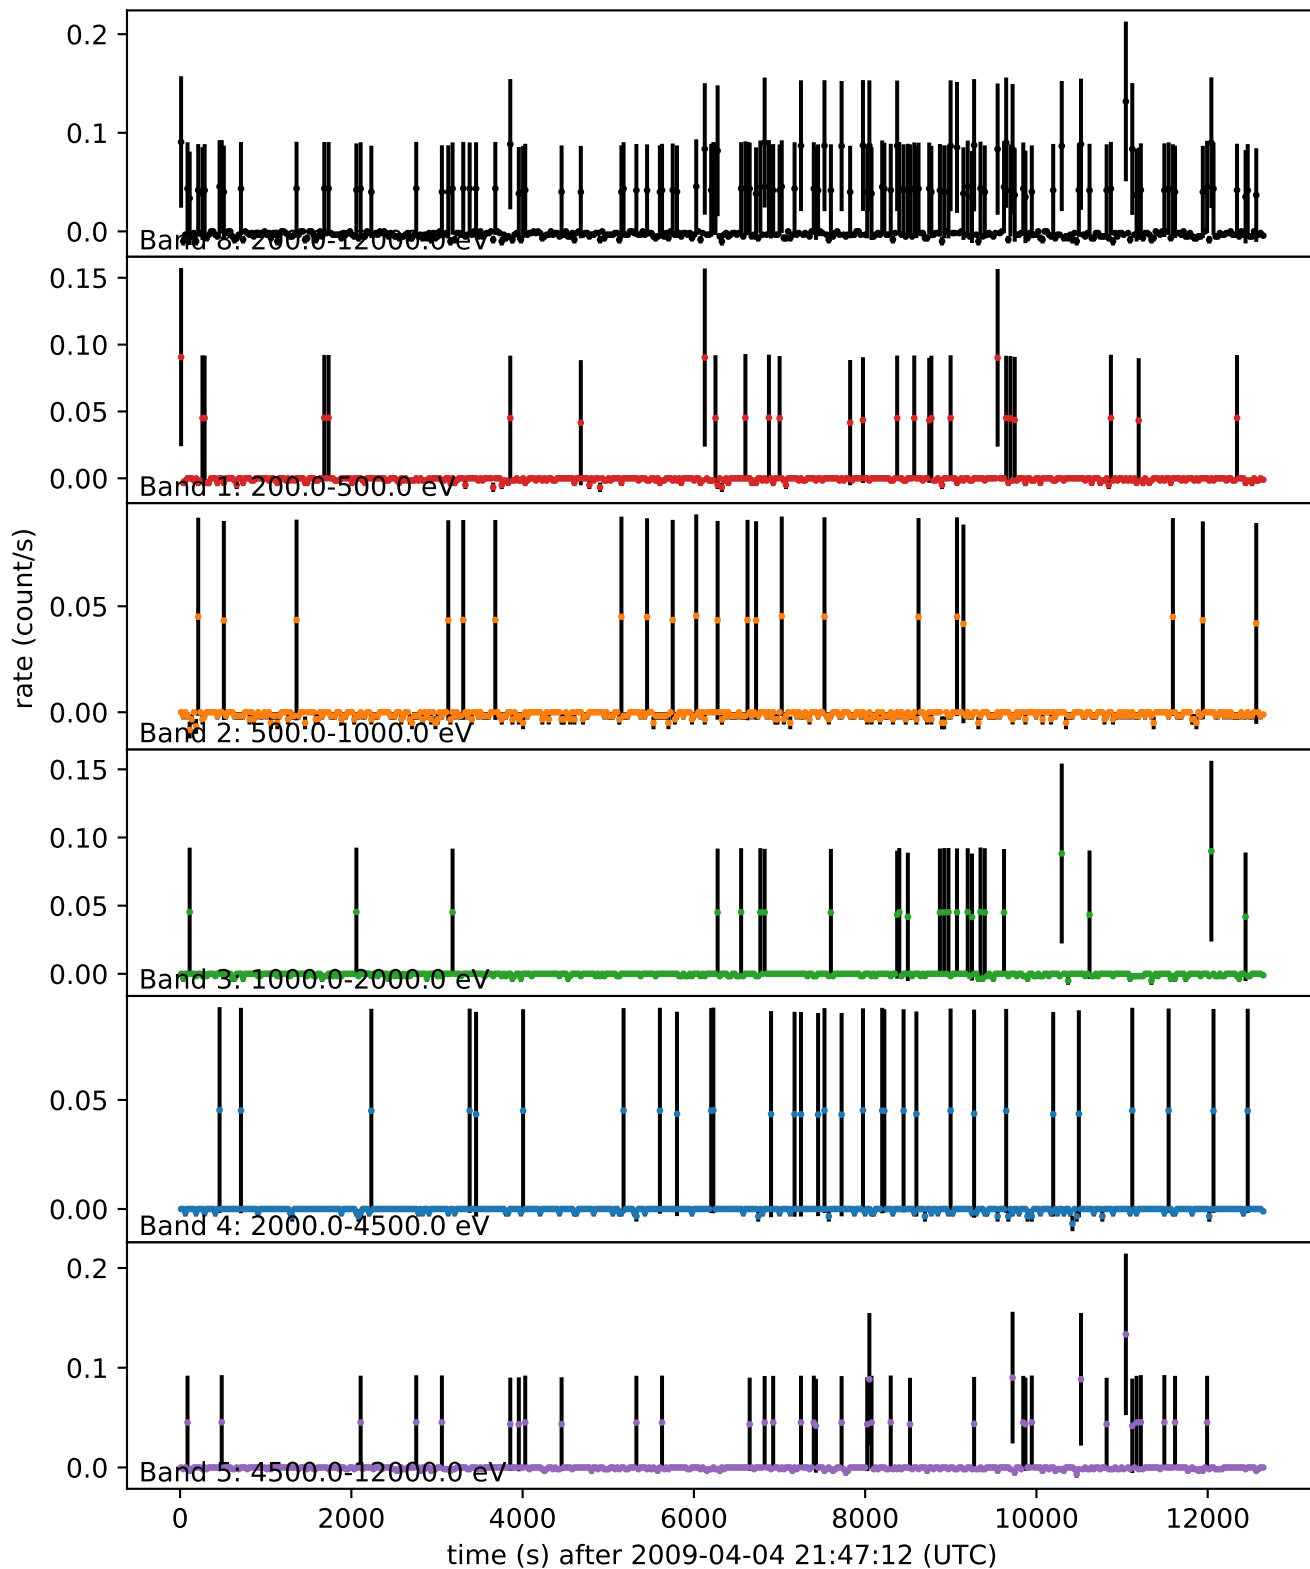 0.2
0.1
0.0
Band 8: 200.0-12000.0 eV
0.15
0.10
0.05
0.00
Band 1: 200.0-500.0 eV
rate (count/s)
0.05
0.00
Band 2: 500.0-1000.0 eV
0.15
0.10
0.05
0.00
Band 3: 1000.0-2000.0 eV
0.05
0.00
Band 4: 2000.0-4500.0 eV
0.2
0.1
0.0
Band 5: 4500.0-12000.0 eV
0 2000 4000 6000 8000 10000 12000
time (s) after 2009-04-04 21:47:12 (UTC)